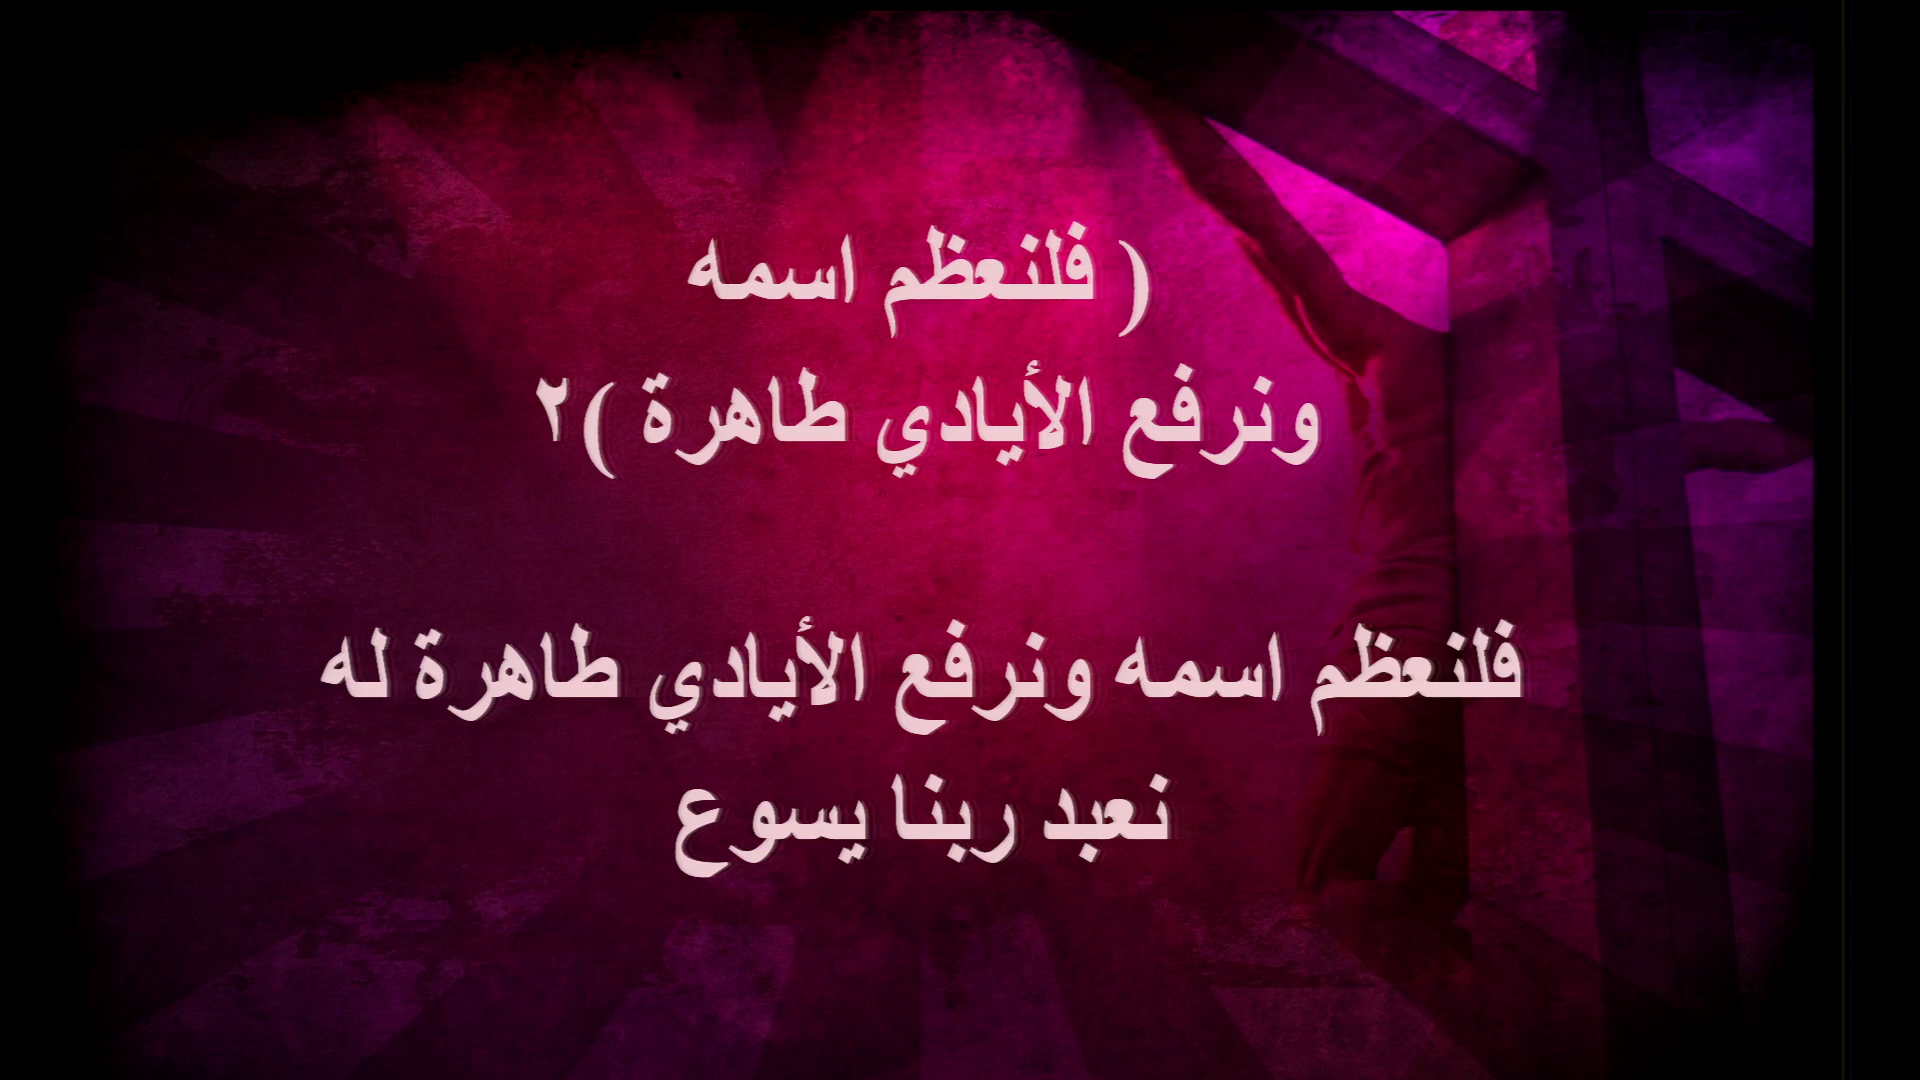 ( فلنعظم اسمه
ونرفع الأيادي طاهرة )٢
فلنعظم اسمه ونرفع الأيادي طاهرة له
نعبد ربنا يسوع